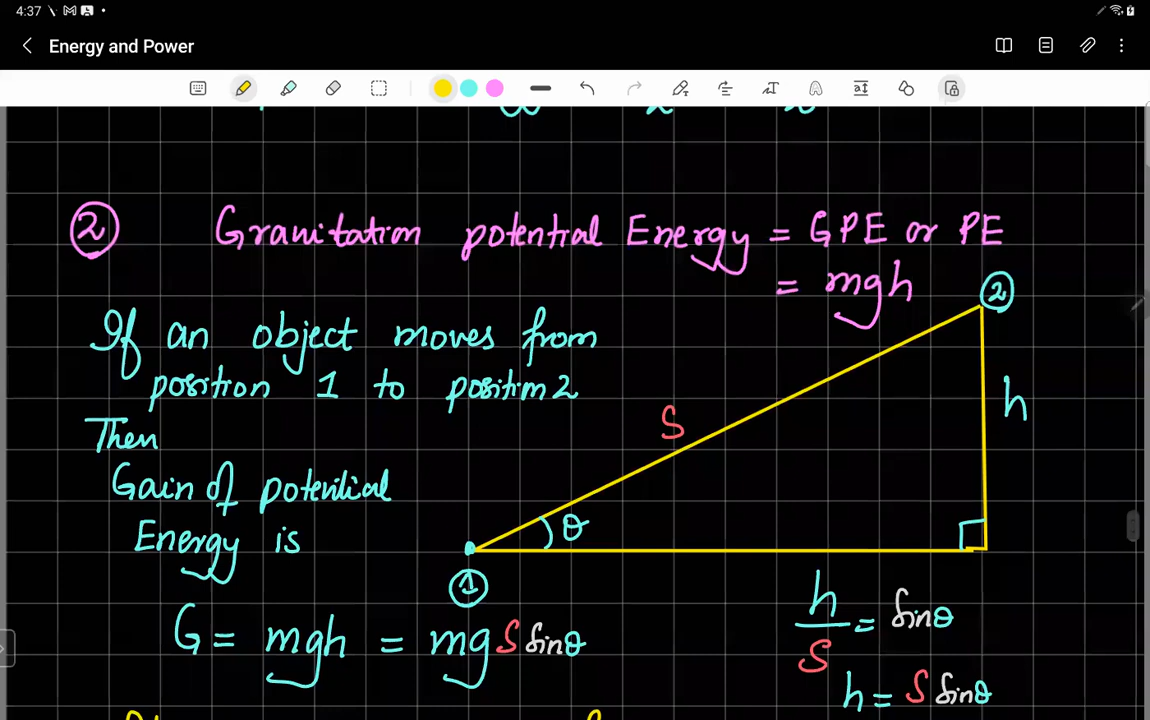 4:37
Energy and Power
② Gravitation potential Energy = GPE or PE
= mgh
②
If an object moves from
position 1 to position 2
h
S
Then
Gain of potential
Energy is
θ
①
h/S = sinθ
G = mgh = mg S sinθ
h = S sinθ